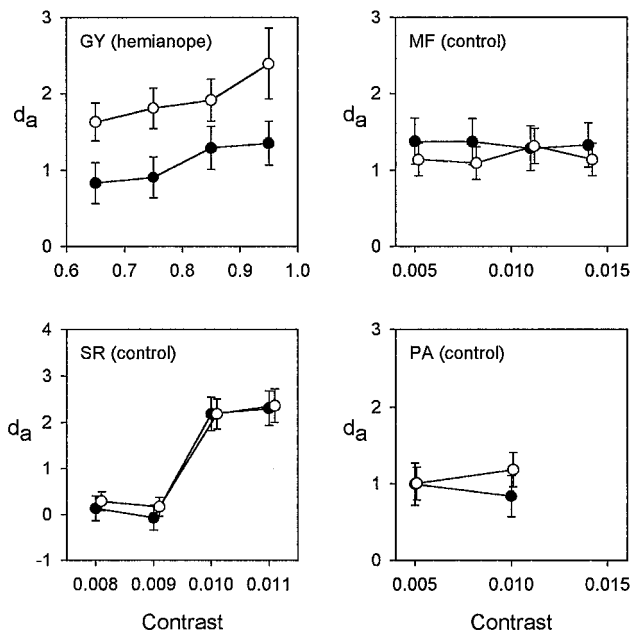 GY (hemianope)
3
2
1
0
da
0.6 0.7 0.8 0.9 1.0
MF (control)
3
2
1
0
da
0.005 0.010 0.015
SR (control)
4
3
2
1
0
-1
da
0.008 0.009 0.010 0.011
Contrast
PA (control)
3
2
1
0
da
0.005 0.010 0.015
Contrast